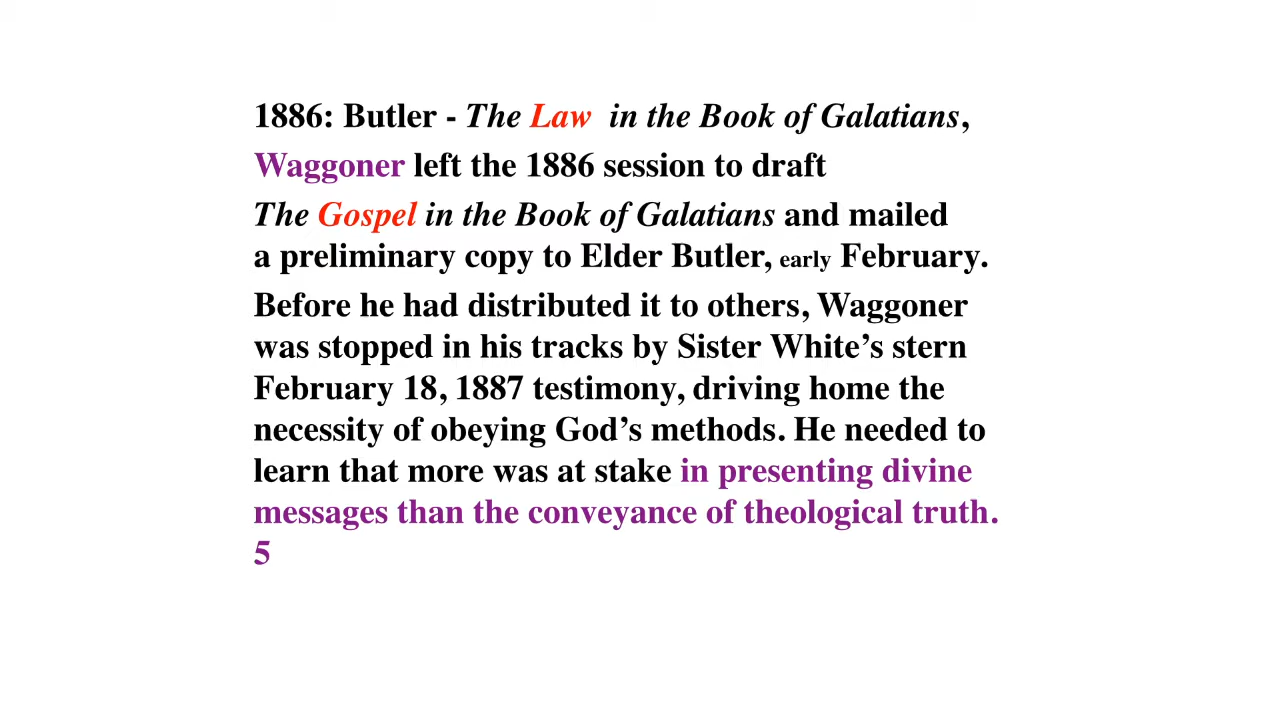 1886: Butler - The Law in the Book of Galatians,
Waggoner left the 1886 session to draft
The Gospel in the Book of Galatians and mailed
a preliminary copy to Elder Butler, early February.
Before he had distributed it to others, Waggoner
was stopped in his tracks by Sister White’s stern
February 18, 1887 testimony, driving home the
necessity of obeying God’s methods. He needed to
learn that more was at stake in presenting divine
messages than the conveyance of theological truth.
5